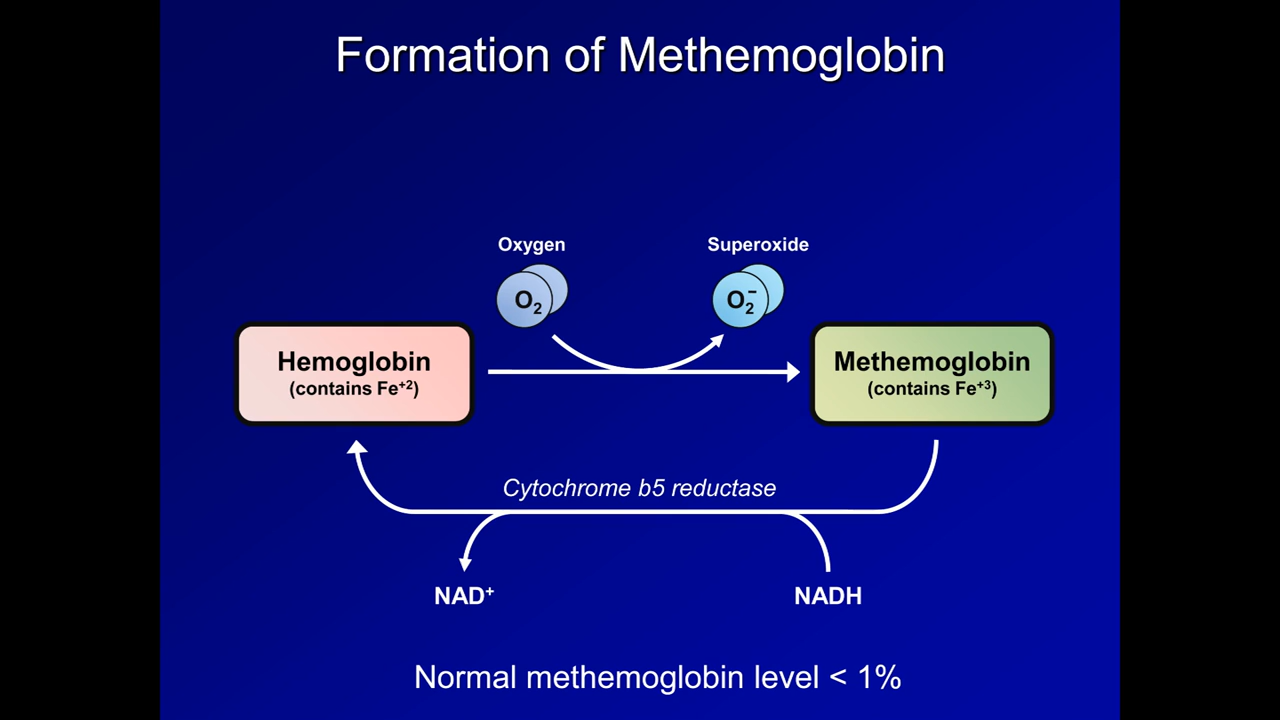 Formation of Methemoglobin
Oxygen
Superoxide
O₂
O₂⁻
Hemoglobin
(contains Fe⁺²)
Methemoglobin
(contains Fe⁺³)
Cytochrome b5 reductase
NAD⁺
NADH
Normal methemoglobin level < 1%